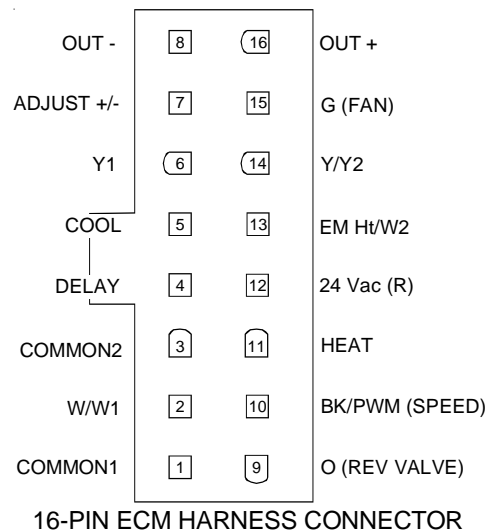 OUT - 8 16 OUT +
ADJUST +/- 7 15 G (FAN)
Y1 6 14 Y/Y2
COOL 5 13 EM Ht/W2
DELAY 4 12 24 Vac (R)
COMMON2 3 11 HEAT
W/W1 2 10 BK/PWM (SPEED)
COMMON1 1 9 O (REV VALVE)
16-PIN ECM HARNESS CONNECTOR